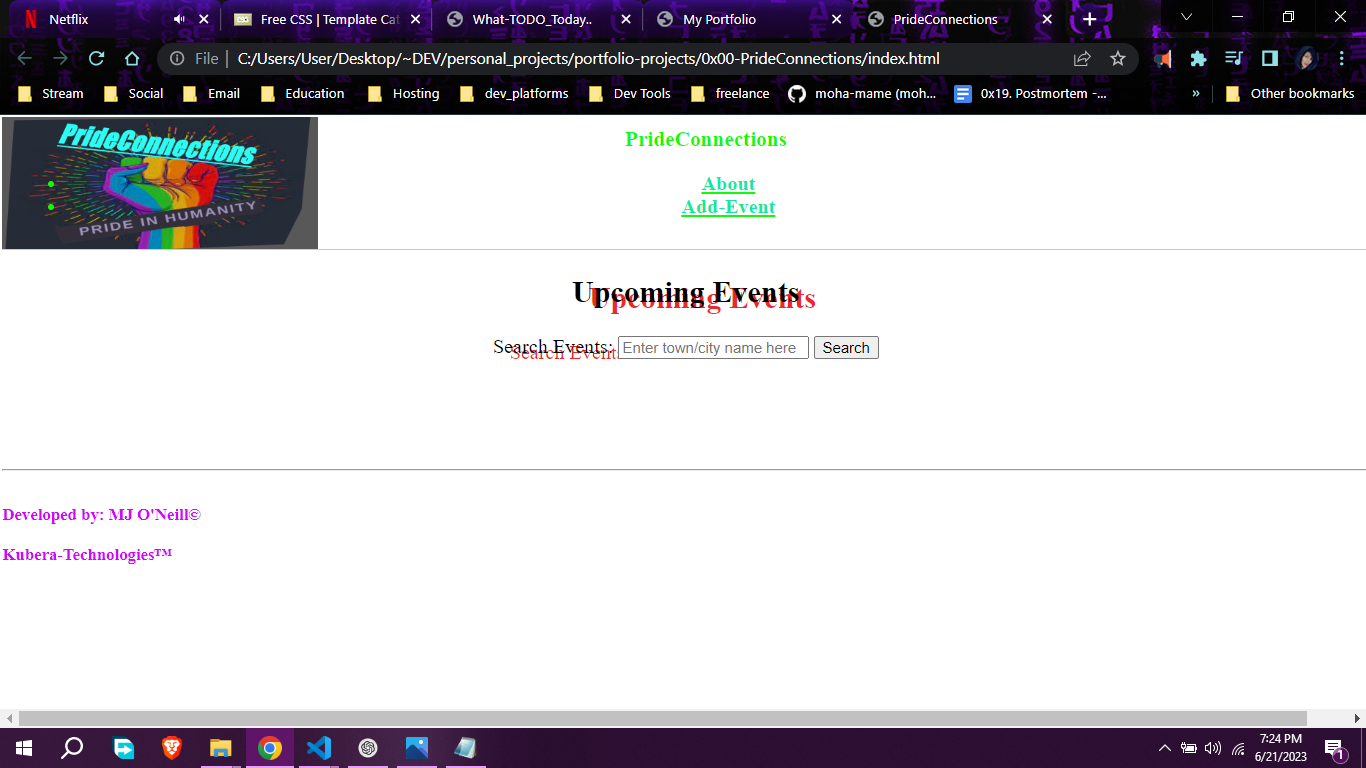 Netflix
Free CSS | Template Cat
What-TODO_Today..
My Portfolio
PrideConnections
File | C:/Users/User/Desktop/~DEV/personal_projects/portfolio-projects/0x00-PrideConnections/index.html
Stream
Social
Email
Education
Hosting
dev_platforms
Dev Tools
freelance
moha-mame (moh...
0x19. Postmortem -...
»
Other bookmarks
PrideConnections
PRIDE IN HUMANITY
PrideConnections
About
Add-Event
Upcoming Events
Upcoming Events
Search Events: Enter town/city name here Search
Search Events
Developed by: MJ O'Neill©
Kubera-Technologies™
7:24 PM
6/21/2023
1